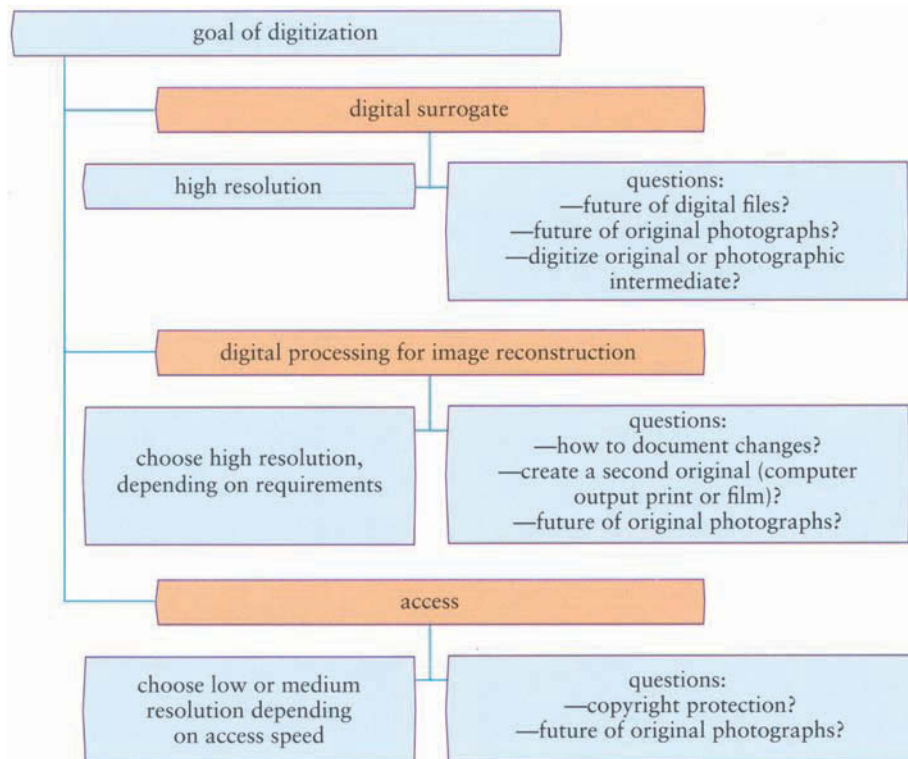 goal of digitization
digital surrogate
high resolution
questions:
—future of digital files?
—future of original photographs?
—digitize original or photographic
intermediate?
digital processing for image reconstruction
choose high resolution,
depending on requirements
questions:
—how to document changes?
—create a second original (computer
output print or film)?
—future of original photographs?
access
choose low or medium
resolution depending
on access speed
questions:
—copyright protection?
—future of original photographs?